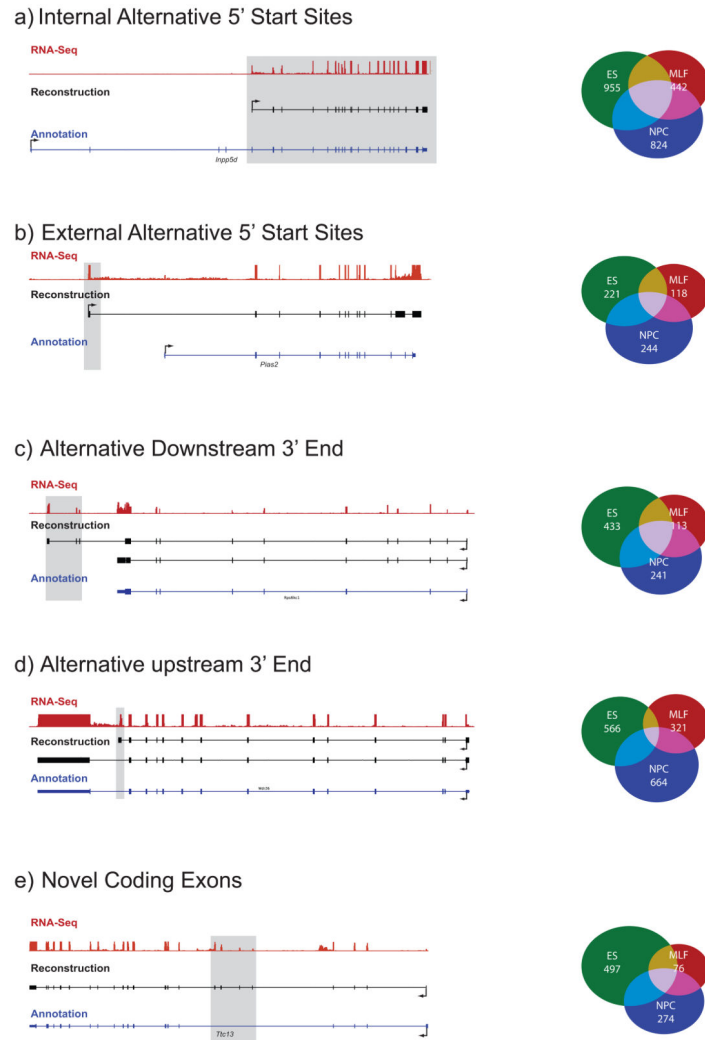 a) Internal Alternative 5’ Start Sites
RNA-Seq
Reconstruction
Annotation
Inpp5d
ES
955
MLF
442
NPC
824
b) External Alternative 5’ Start Sites
RNA-Seq
Reconstruction
Annotation
Pias2
ES
221
MLF
118
NPC
244
c) Alternative Downstream 3’ End
RNA-Seq
Reconstruction
Annotation
ES
433
MLF
113
NPC
241
d) Alternative upstream 3’ End
RNA-Seq
Reconstruction
Annotation
ES
566
MLF
321
NPC
664
e) Novel Coding Exons
RNA-Seq
Reconstruction
Annotation
Ttc13
ES
497
MLF
76
NPC
274